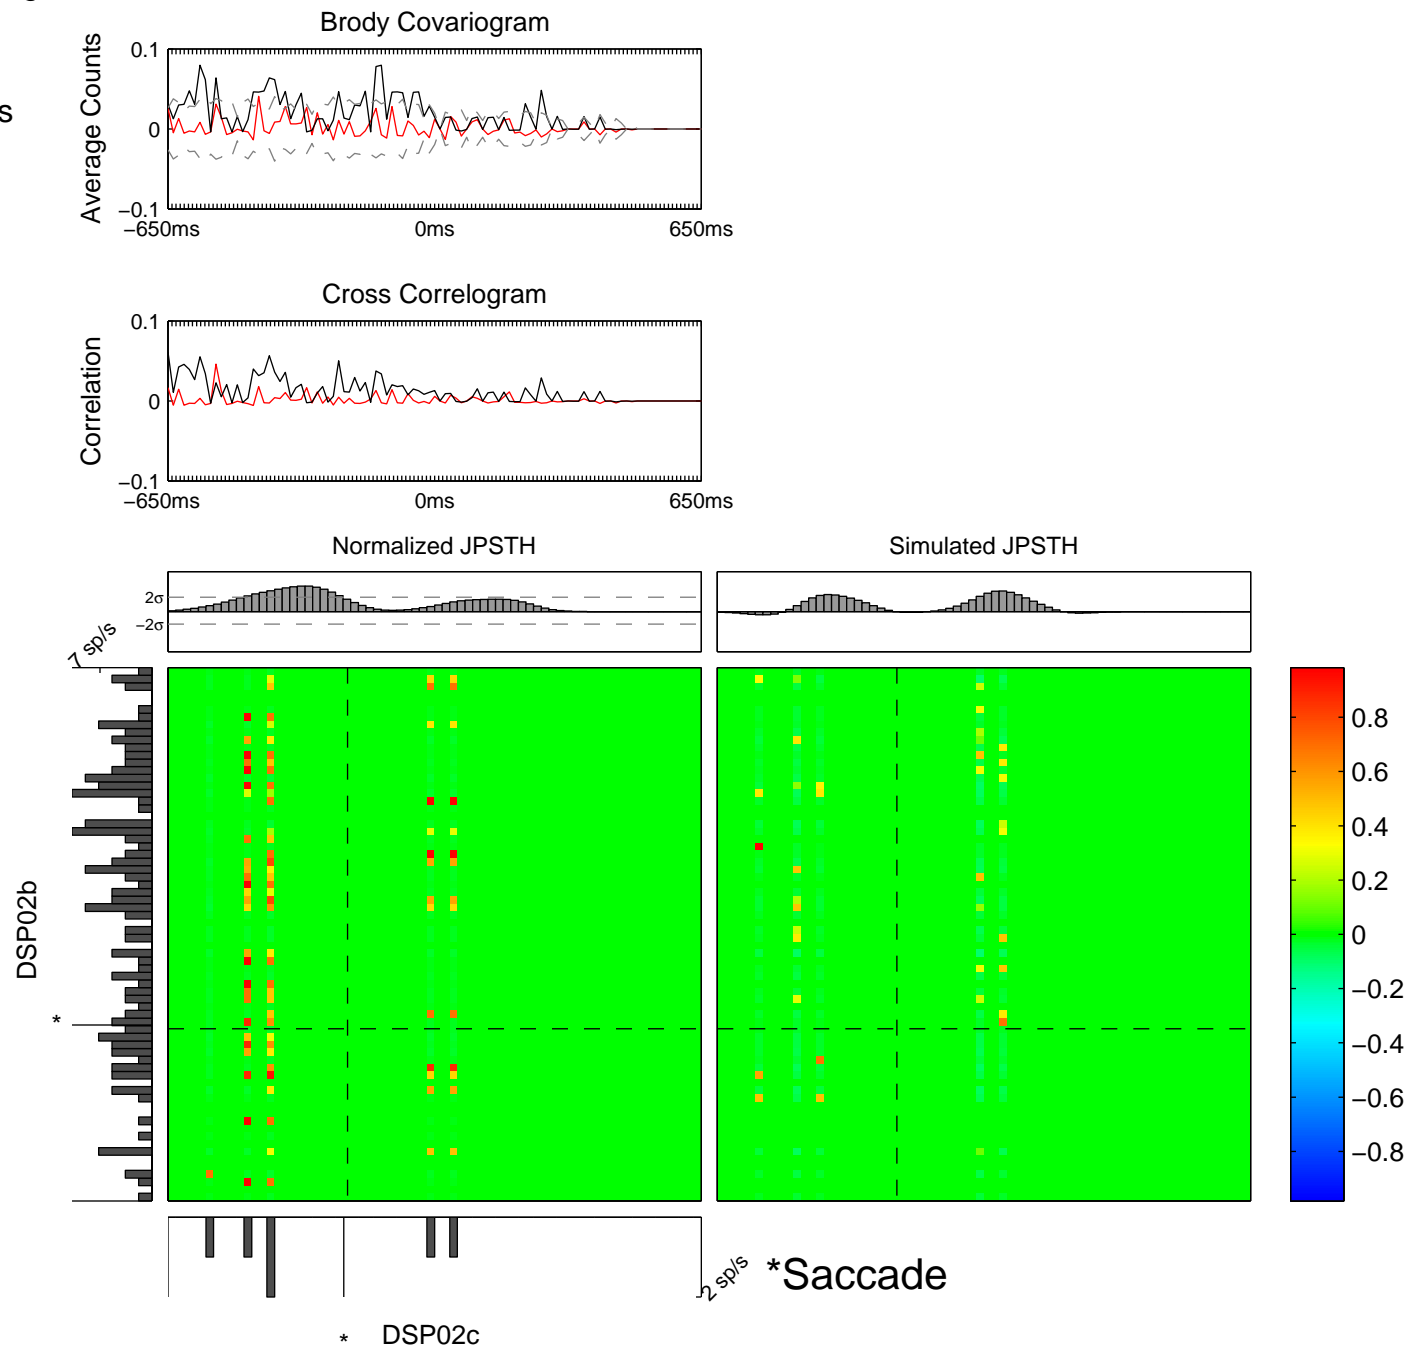 Brody Covariogram
0.1
0
−0.1
Average Counts
s
−650ms 0ms 650ms
Cross Correlogram
0.1
0
−0.1
Correlation
−650ms 0ms 650ms
Normalized JPSTH
Simulated JPSTH
2σ
−2σ
7 sp/s
DSP02b
*
0.8
0.6
0.4
0.2
0
−0.2
−0.4
−0.6
−0.8
2 sp/s
*Saccade
* DSP02c